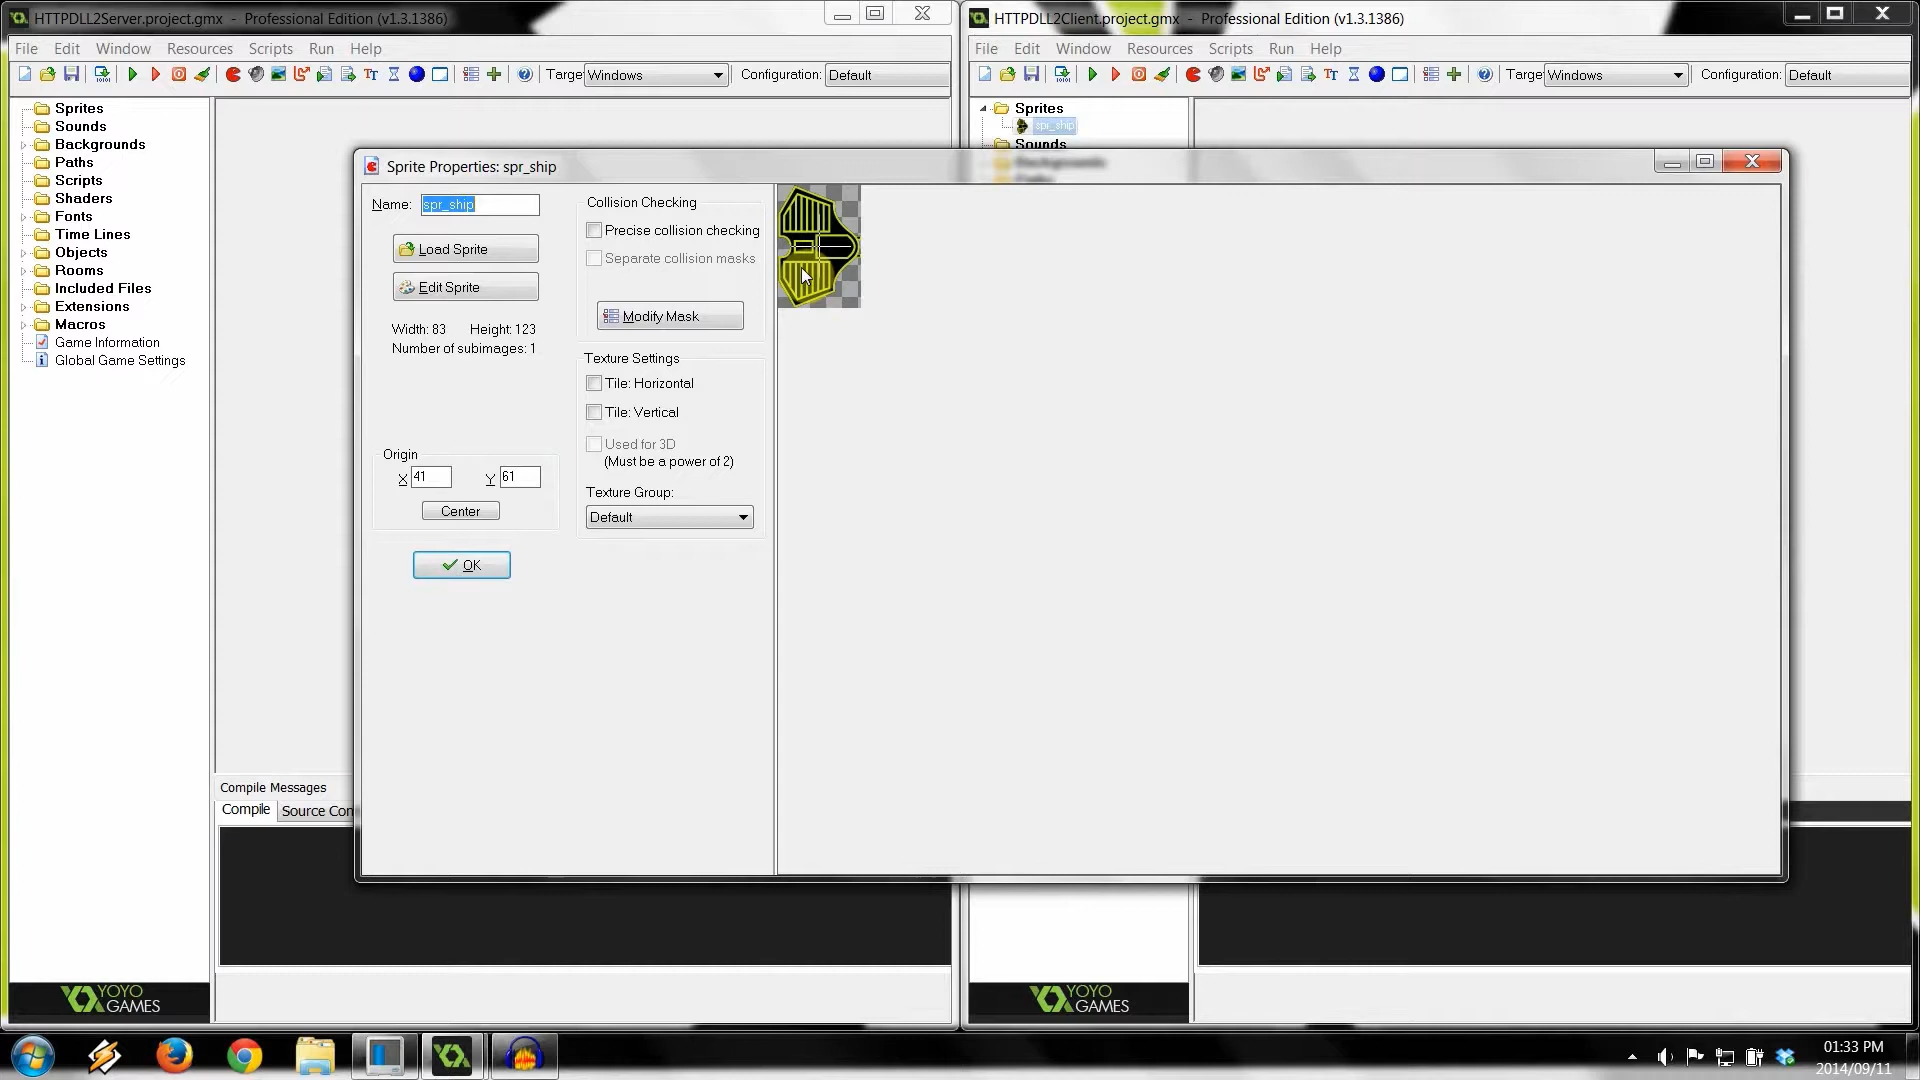 HTTPDLL2Server.project.gmx - Professional Edition (v1.3.1386)
File Edit Window Resources Scripts Run Help
Targe Windows Configuration: Default
Sprites
Sounds
Backgrounds
Paths
Scripts
Shaders
Fonts
Time Lines
Objects
Rooms
Included Files
Extensions
Macros
Game Information
Global Game Settings
Compile Messages
Compile Source Con
YOYO
GAMES
HTTPDLL2Client.project.gmx - Professional Edition (v1.3.1386)
File Edit Window Resources Scripts Run Help
Targe Windows Configuration: Default
Sprites
spr_ship
Sounds
Backgrounds
YOYO
GAMES
Sprite Properties: spr_ship
Name: spr_ship
Load Sprite
Edit Sprite
Width: 83 Height: 123
Number of subimages: 1
Origin
X 41 Y 61
Center
OK
Collision Checking
Precise collision checking
Separate collision masks
Modify Mask
Texture Settings
Tile: Horizontal
Tile: Vertical
Used for 3D
(Must be a power of 2)
Texture Group:
Default
01:33 PM
2014/09/11